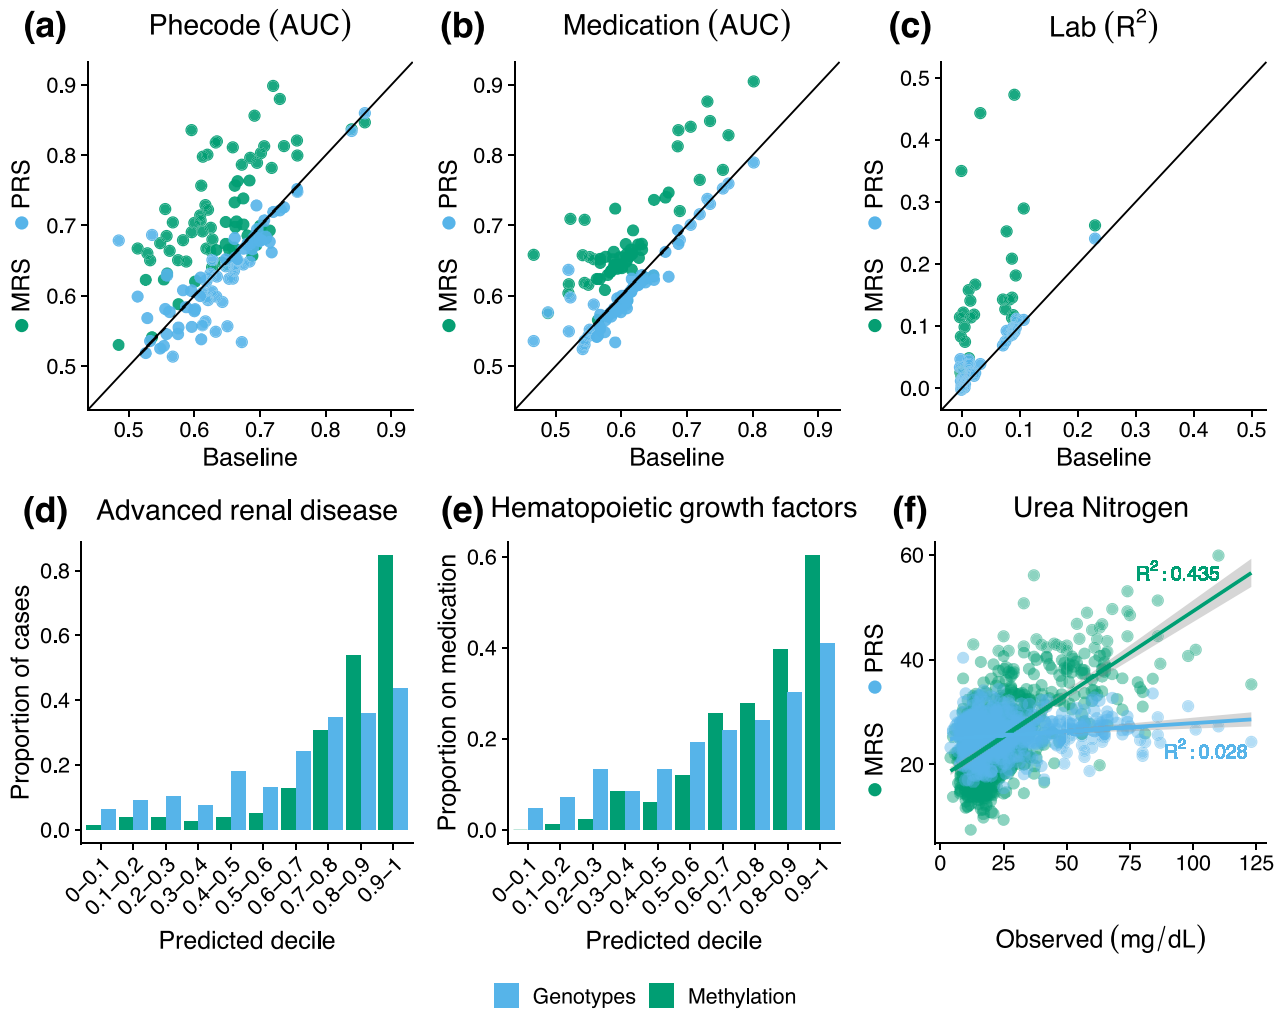 (a) Phecode (AUC)
MRS PRS
0.9
0.8
0.7
0.6
0.5
0.5 0.6 0.7 0.8 0.9
Baseline
(b) Medication (AUC)
MRS PRS
0.9
0.8
0.7
0.6
0.5
0.5 0.6 0.7 0.8 0.9
Baseline
(c) Lab (R²)
MRS PRS
0.5
0.4
0.3
0.2
0.1
0.0
0.0 0.1 0.2 0.3 0.4 0.5
Baseline
(d) Advanced renal disease
Proportion of cases
0.8
0.6
0.4
0.2
0.0
0−0.1 0.1−0.2 0.2−0.3 0.3−0.4 0.4−0.5 0.5−0.6 0.6−0.7 0.7−0.8 0.8−0.9 0.9−1
Predicted decile
(e) Hematopoietic growth factors
Proportion on medication
0.6
0.4
0.2
0.0
0−0.1 0.1−0.2 0.2−0.3 0.3−0.4 0.4−0.5 0.5−0.6 0.6−0.7 0.7−0.8 0.8−0.9 0.9−1
Predicted decile
(f) Urea Nitrogen
MRS PRS
60
40
20
R²: 0.435
R²: 0.028
0 25 50 75 100 125
Observed (mg/dL)
Genotypes Methylation